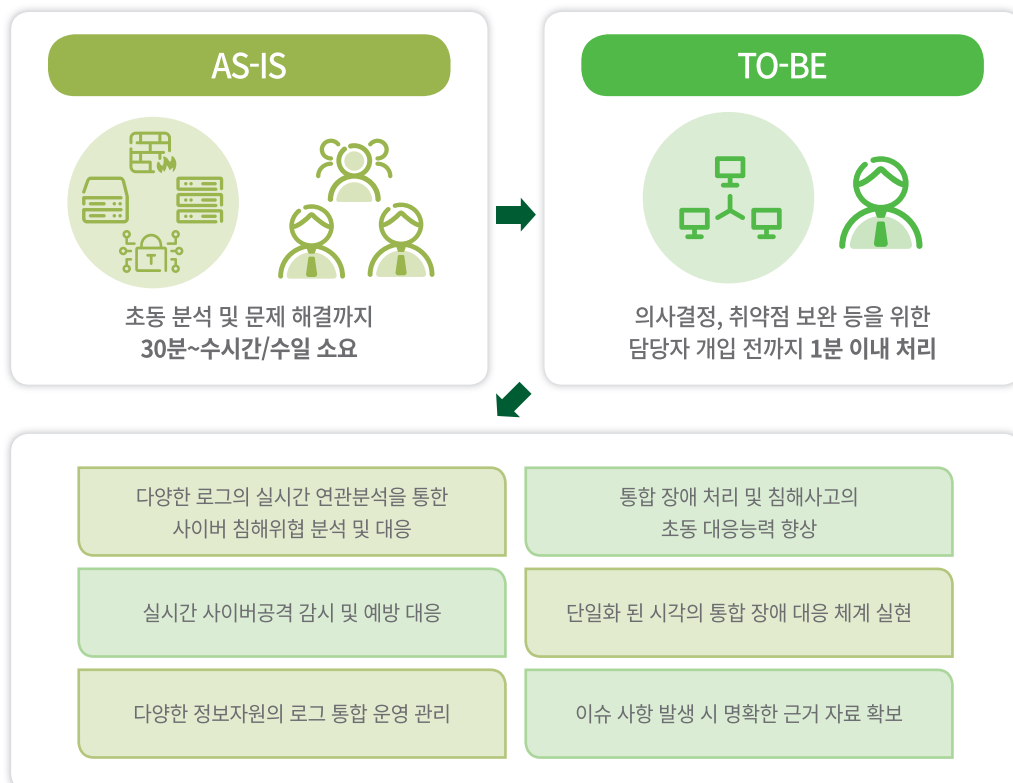 AS-IS
TO-BE
T
초동 분석 및 문제 해결까지
30분~수시간/수일 소요
의사결정, 취약점 보완 등을 위한
담당자 개입 전까지 1분 이내 처리
다양한 로그의 실시간 연관분석을 통한
사이버 침해위협 분석 및 대응
통합 장애 처리 및 침해사고의
초동 대응능력 향상
실시간 사이버공격 감시 및 예방 대응
단일화 된 시각의 통합 장애 대응 체계 실현
다양한 정보자원의 로그 통합 운영 관리
이슈 사항 발생 시 명확한 근거 자료 확보